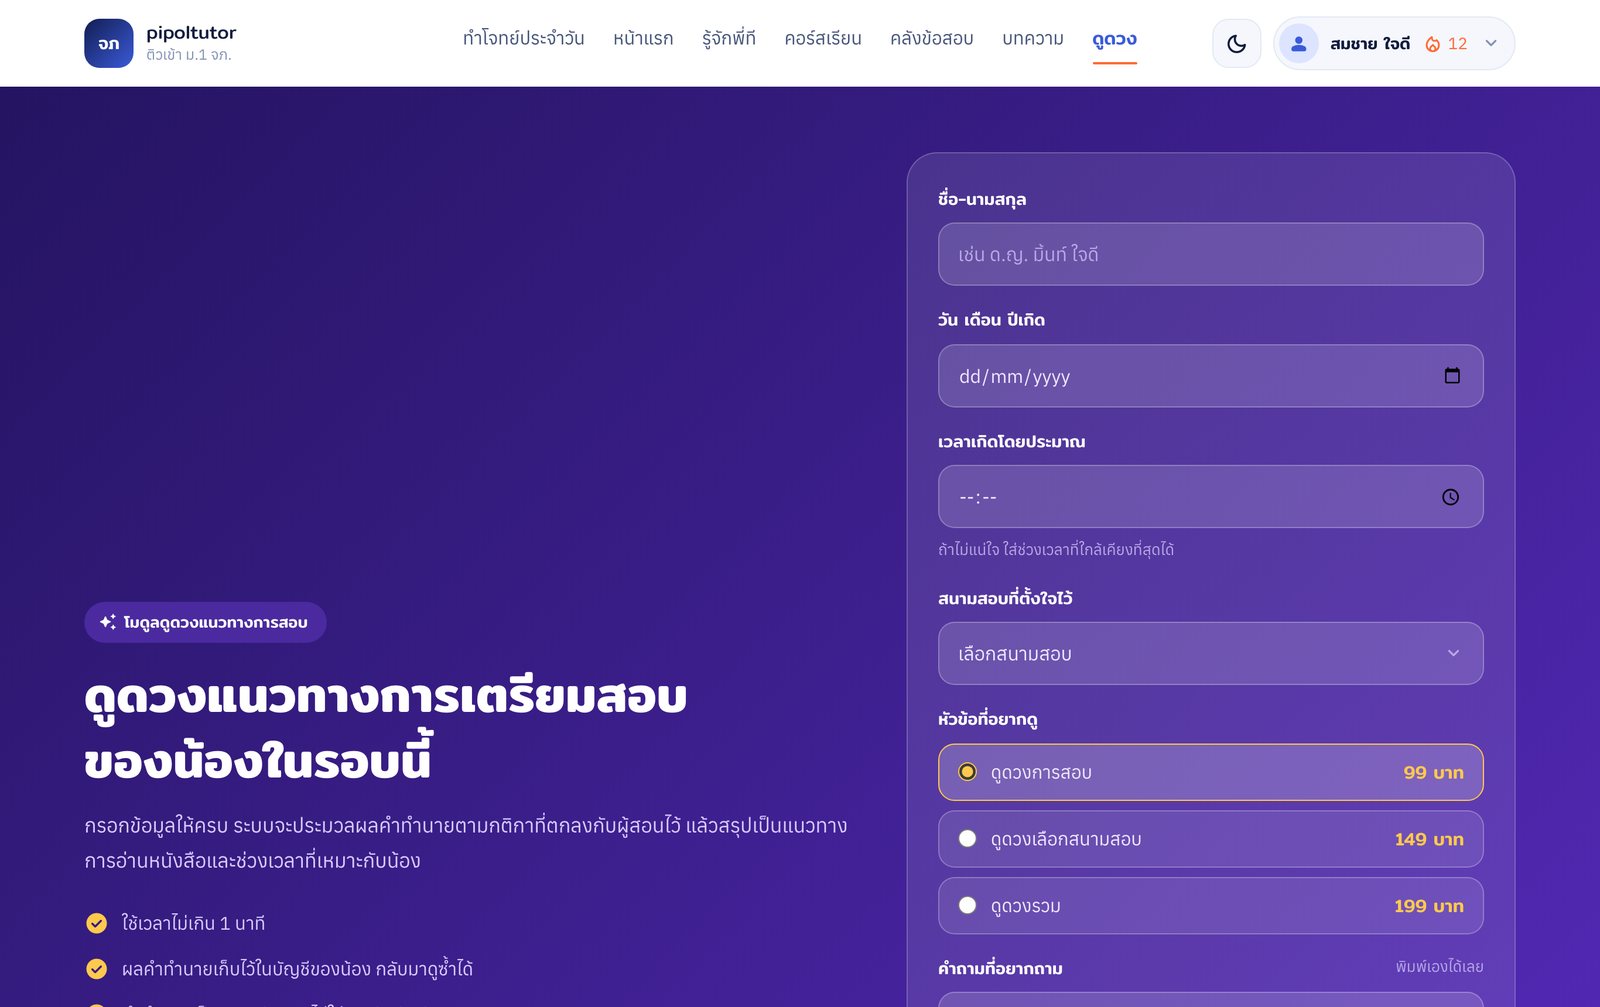 จภ
pipoltutor
ติวเข้า ม.1 จภ.
ทำโจทย์ประจำวัน
หน้าแรก
รู้จักพี่ที
คอร์สเรียน
คลังข้อสอบ
บทความ
ดูดวง
สมชาย ใจดี
12
โมดูลดูดวงแนวทางการสอบ
ดูดวงแนวทางการเตรียมสอบ
ของน้องในรอบนี้
กรอกข้อมูลให้ครบ ระบบจะประมวลผลคำทำนายตามกติกาที่ตกลงกับผู้สอนไว้ แล้วสรุปเป็นแนวทาง
การอ่านหนังสือและช่วงเวลาที่เหมาะกับน้อง
ใช้เวลาไม่เกิน 1 นาที
ผลคำทำนายเก็บไว้ในบัญชีของน้อง กลับมาดูซ้ำได้
ชื่อ-นามสกุล
เช่น ด.ญ. มิ้นท์ ใจดี
วัน เดือน ปีเกิด
dd/mm/yyyy
เวลาเกิดโดยประมาณ
--:--
ถ้าไม่แน่ใจ ใส่ช่วงเวลาที่ใกล้เคียงที่สุดได้
สนามสอบที่ตั้งใจไว้
เลือกสนามสอบ
หัวข้อที่อยากดู
ดูดวงการสอบ 99 บาท
ดูดวงเลือกสนามสอบ 149 บาท
ดูดวงรวม 199 บาท
คำถามที่อยากถาม พิมพ์เองได้เลย